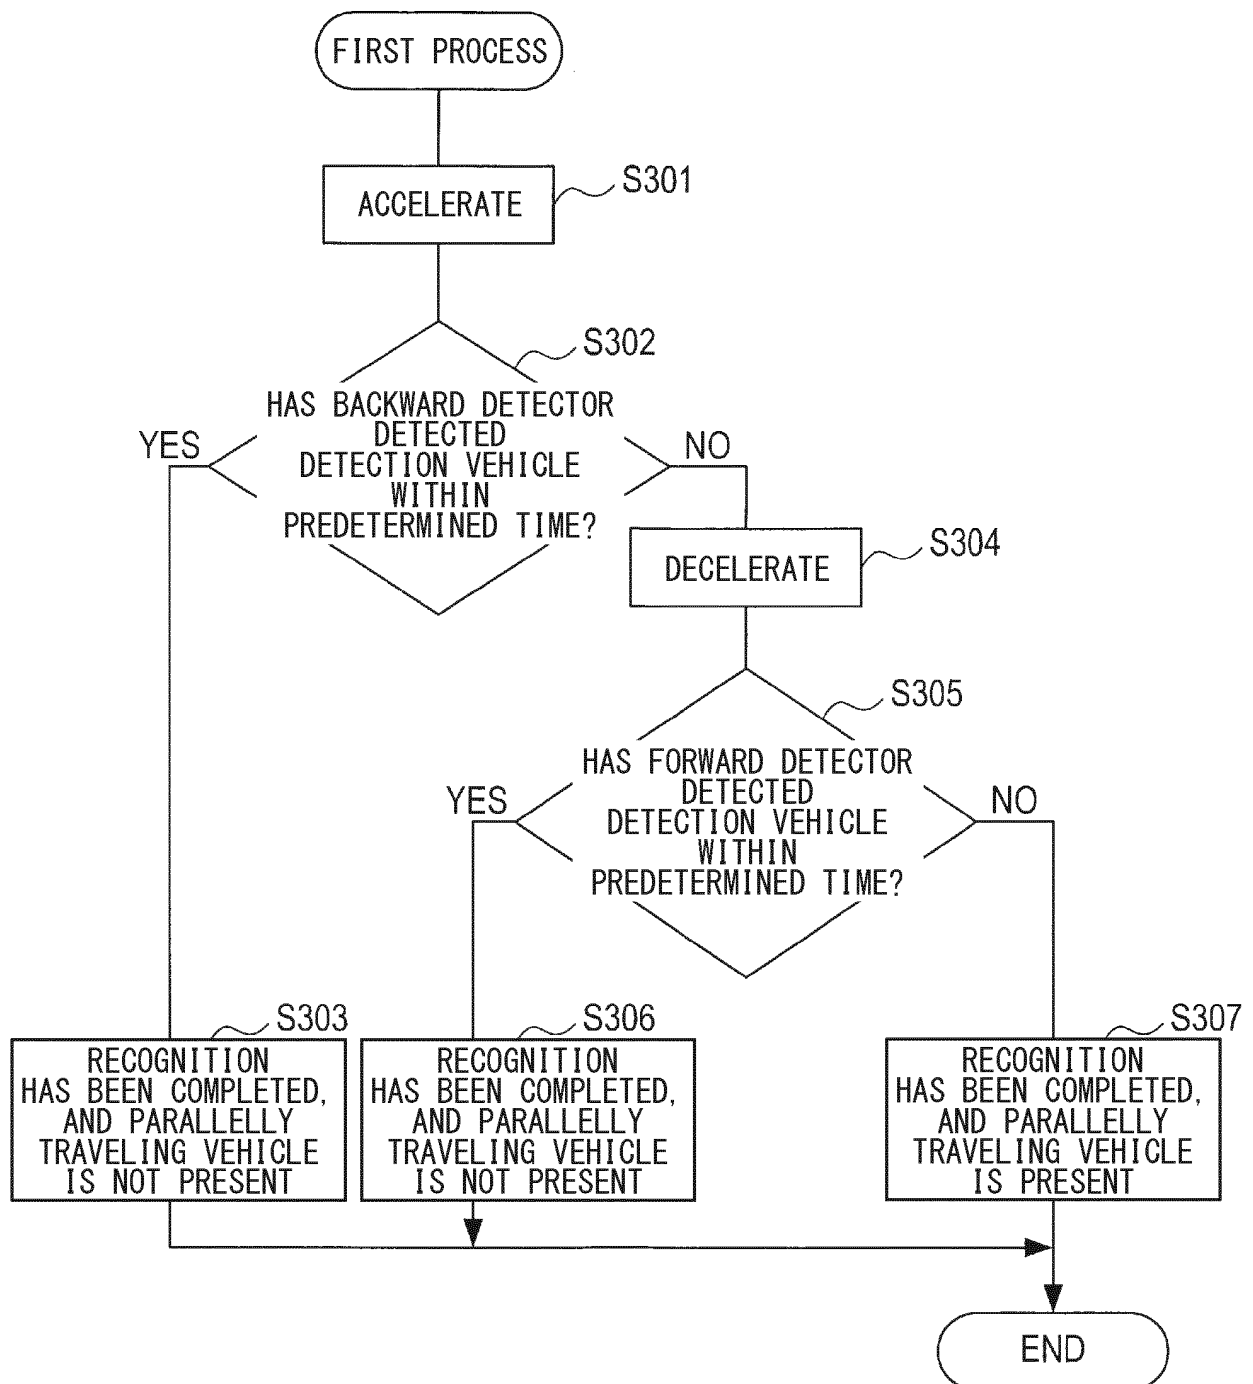 FIRST PROCESS
ACCELERATE
S301
S302
HAS BACKWARD DETECTOR
DETECTED
DETECTION VEHICLE
WITHIN
PREDETERMINED TIME?
YES
NO
DECELERATE
S304
S305
HAS FORWARD DETECTOR
DETECTED
DETECTION VEHICLE
WITHIN
PREDETERMINED TIME?
YES
NO
S303
RECOGNITION
HAS BEEN COMPLETED,
AND PARALLELLY
TRAVELING VEHICLE
IS NOT PRESENT
S306
RECOGNITION
HAS BEEN COMPLETED,
AND PARALLELLY
TRAVELING VEHICLE
IS NOT PRESENT
S307
RECOGNITION
HAS BEEN COMPLETED,
AND PARALLELLY
TRAVELING VEHICLE
IS PRESENT
END